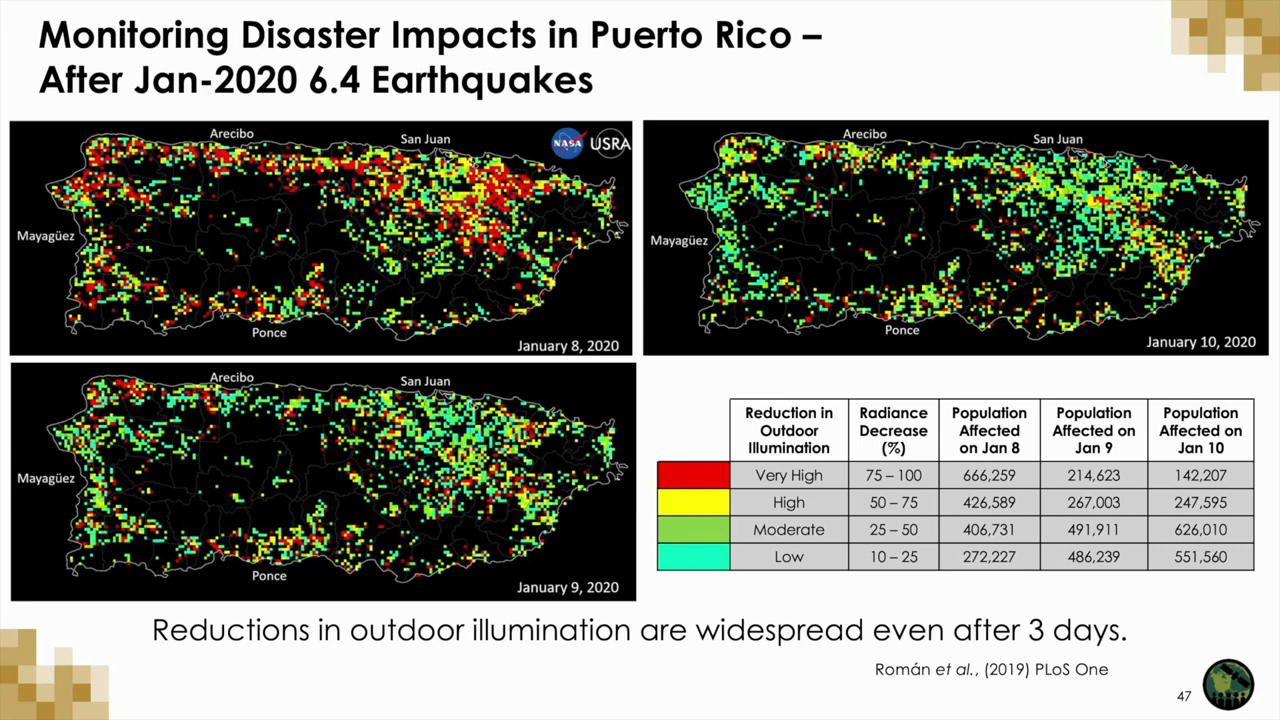 Monitoring Disaster Impacts in Puerto Rico –
After Jan-2020 6.4 Earthquakes
Arecibo
San Juan
NASA
USRA
Mayagüez
Ponce
January 8, 2020
Arecibo
San Juan
Mayagüez
Ponce
January 10, 2020
Arecibo
San Juan
Mayagüez
Ponce
January 9, 2020
Reduction in Outdoor Illumination | Radiance Decrease (%) | Population Affected on Jan 8 | Population Affected on Jan 9 | Population Affected on Jan 10
Very High | 75 – 100 | 666,259 | 214,623 | 142,207
High | 50 – 75 | 426,589 | 267,003 | 247,595
Moderate | 25 – 50 | 406,731 | 491,911 | 626,010
Low | 10 – 25 | 272,227 | 486,239 | 551,560
Reductions in outdoor illumination are widespread even after 3 days.
Román et al., (2019) PLoS One
47